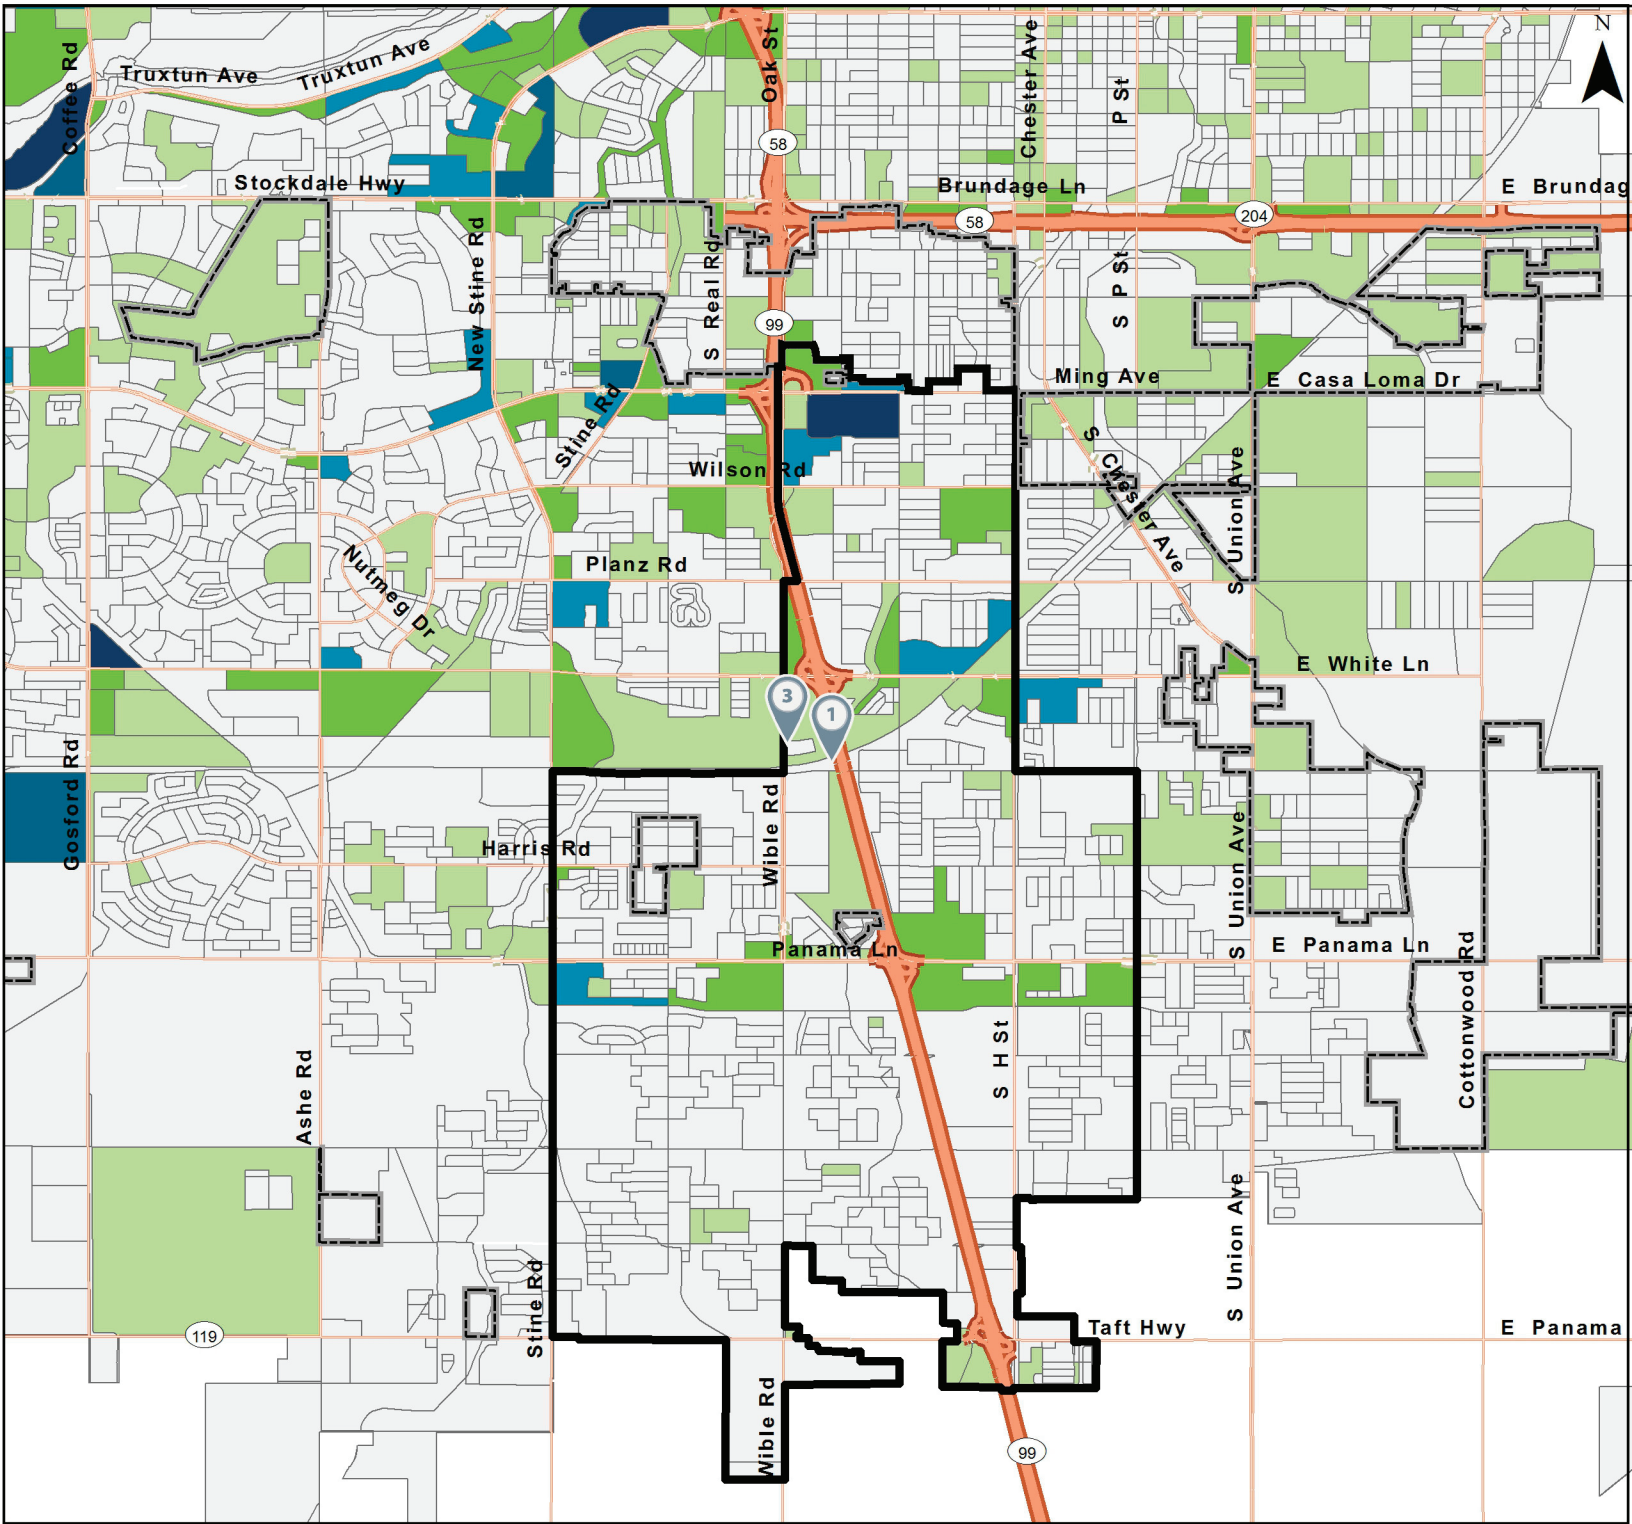 N
Coffee Rd
Truxtun Ave
Truxtun Ave
Oak St
Chester Ave
P St
58
Stockdale Hwy
Brundage Ln
E Brundag
58
204
New Stine Rd
S Real Rd
S P St
99
Ming Ave
E Casa Loma Dr
Stine Rd
Wilson Rd
S Chester Ave
S Union Ave
Planz Rd
Nutmeg Dr
E White Ln
3
1
Gosford Rd
Wible Rd
Harris Rd
S Union Ave
Panama Ln
E Panama Ln
Cottonwood Rd
Ashe Rd
S H St
S Union Ave
Stine Rd
119
Taft Hwy
E Panama
Wible Rd
99